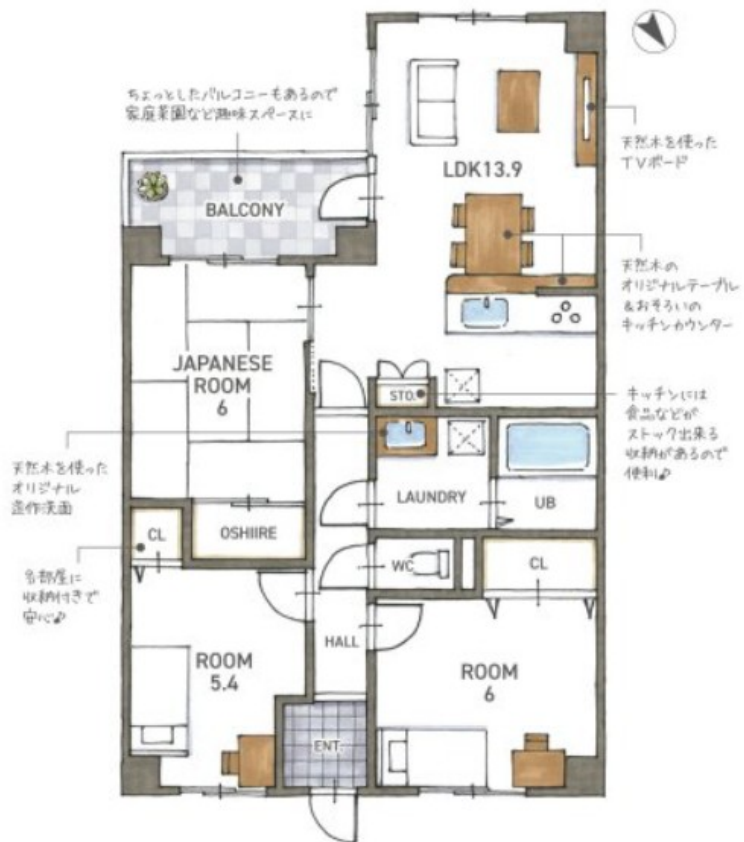 ちょっとしたバルコニーもあるので
家庭菜園など趣味スペースに
BALCONY
LDK13.9
天然木を使った
TVボード
天然木の
オリジナルテーブル
&おそろいの
キッチンカウンター
JAPANESE
ROOM
6
STO.
キッチンには
食品などが
ストック出来る
収納があるので
便利♪
天然木を使った
オリジナル
造作洗面
LAUNDRY
UB
CL
OSHIIRE
WC
CL
各部屋に
収納付きで
安心♪
HALL
ROOM
5.4
ROOM
6
ENT.